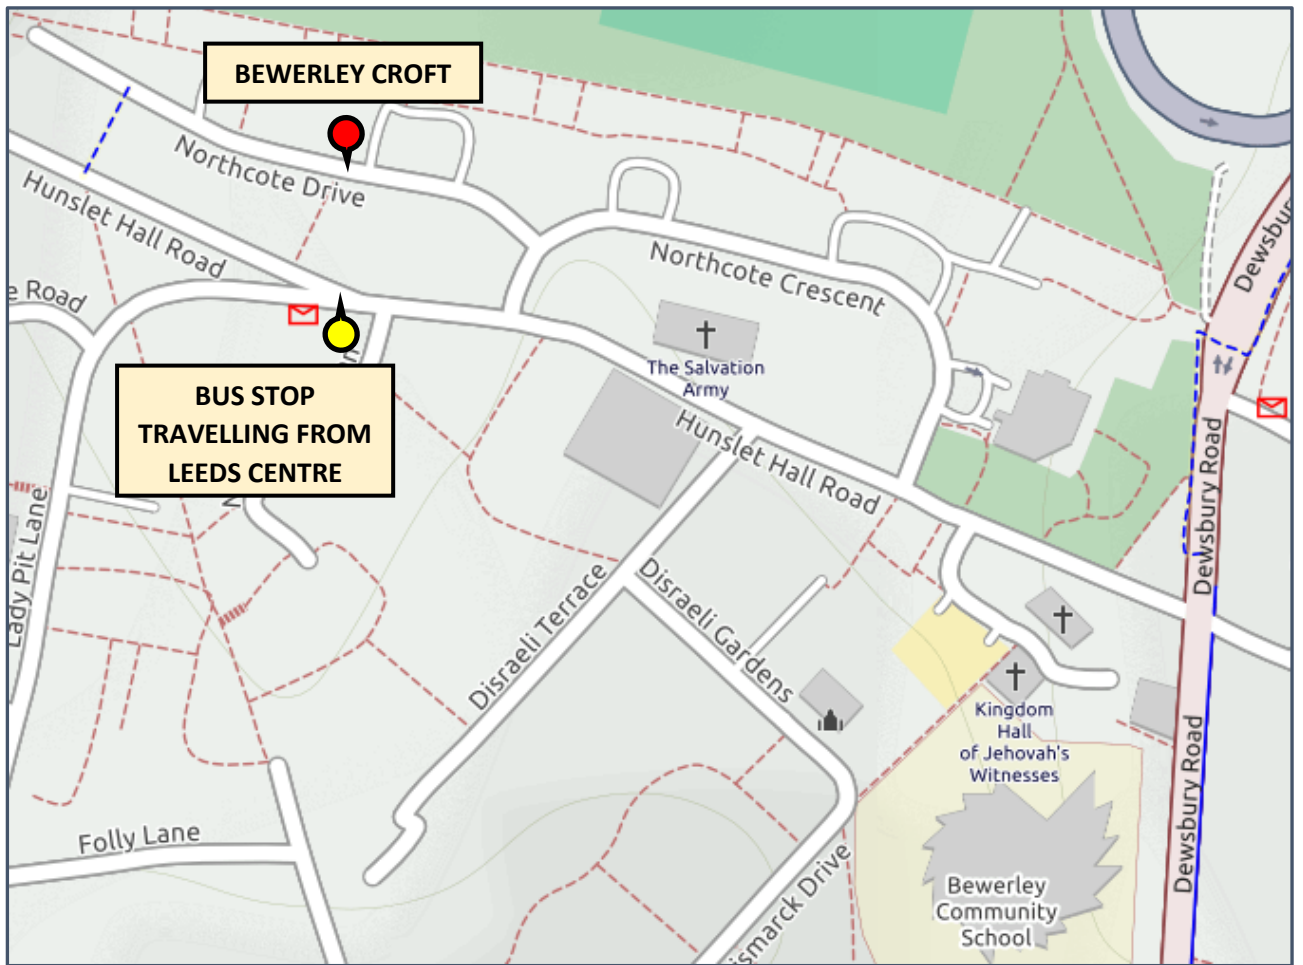 BEWERLEY CROFT
Northcote Drive
Hunslet Hall Road
Northcote Crescent
Dewsbu
Road
The Salvation
Army
BUS STOP
TRAVELLING FROM
LEEDS CENTRE
Hunslet Hall Road
Dewsbury Road
Lady Pit Lane
Disraeli Terrace
Disraeli Gardens
Kingdom
Hall
of Jehovah's
Witnesses
Dewsbury Road
Folly Lane
ismarck Drive
Bewerley
Community
School